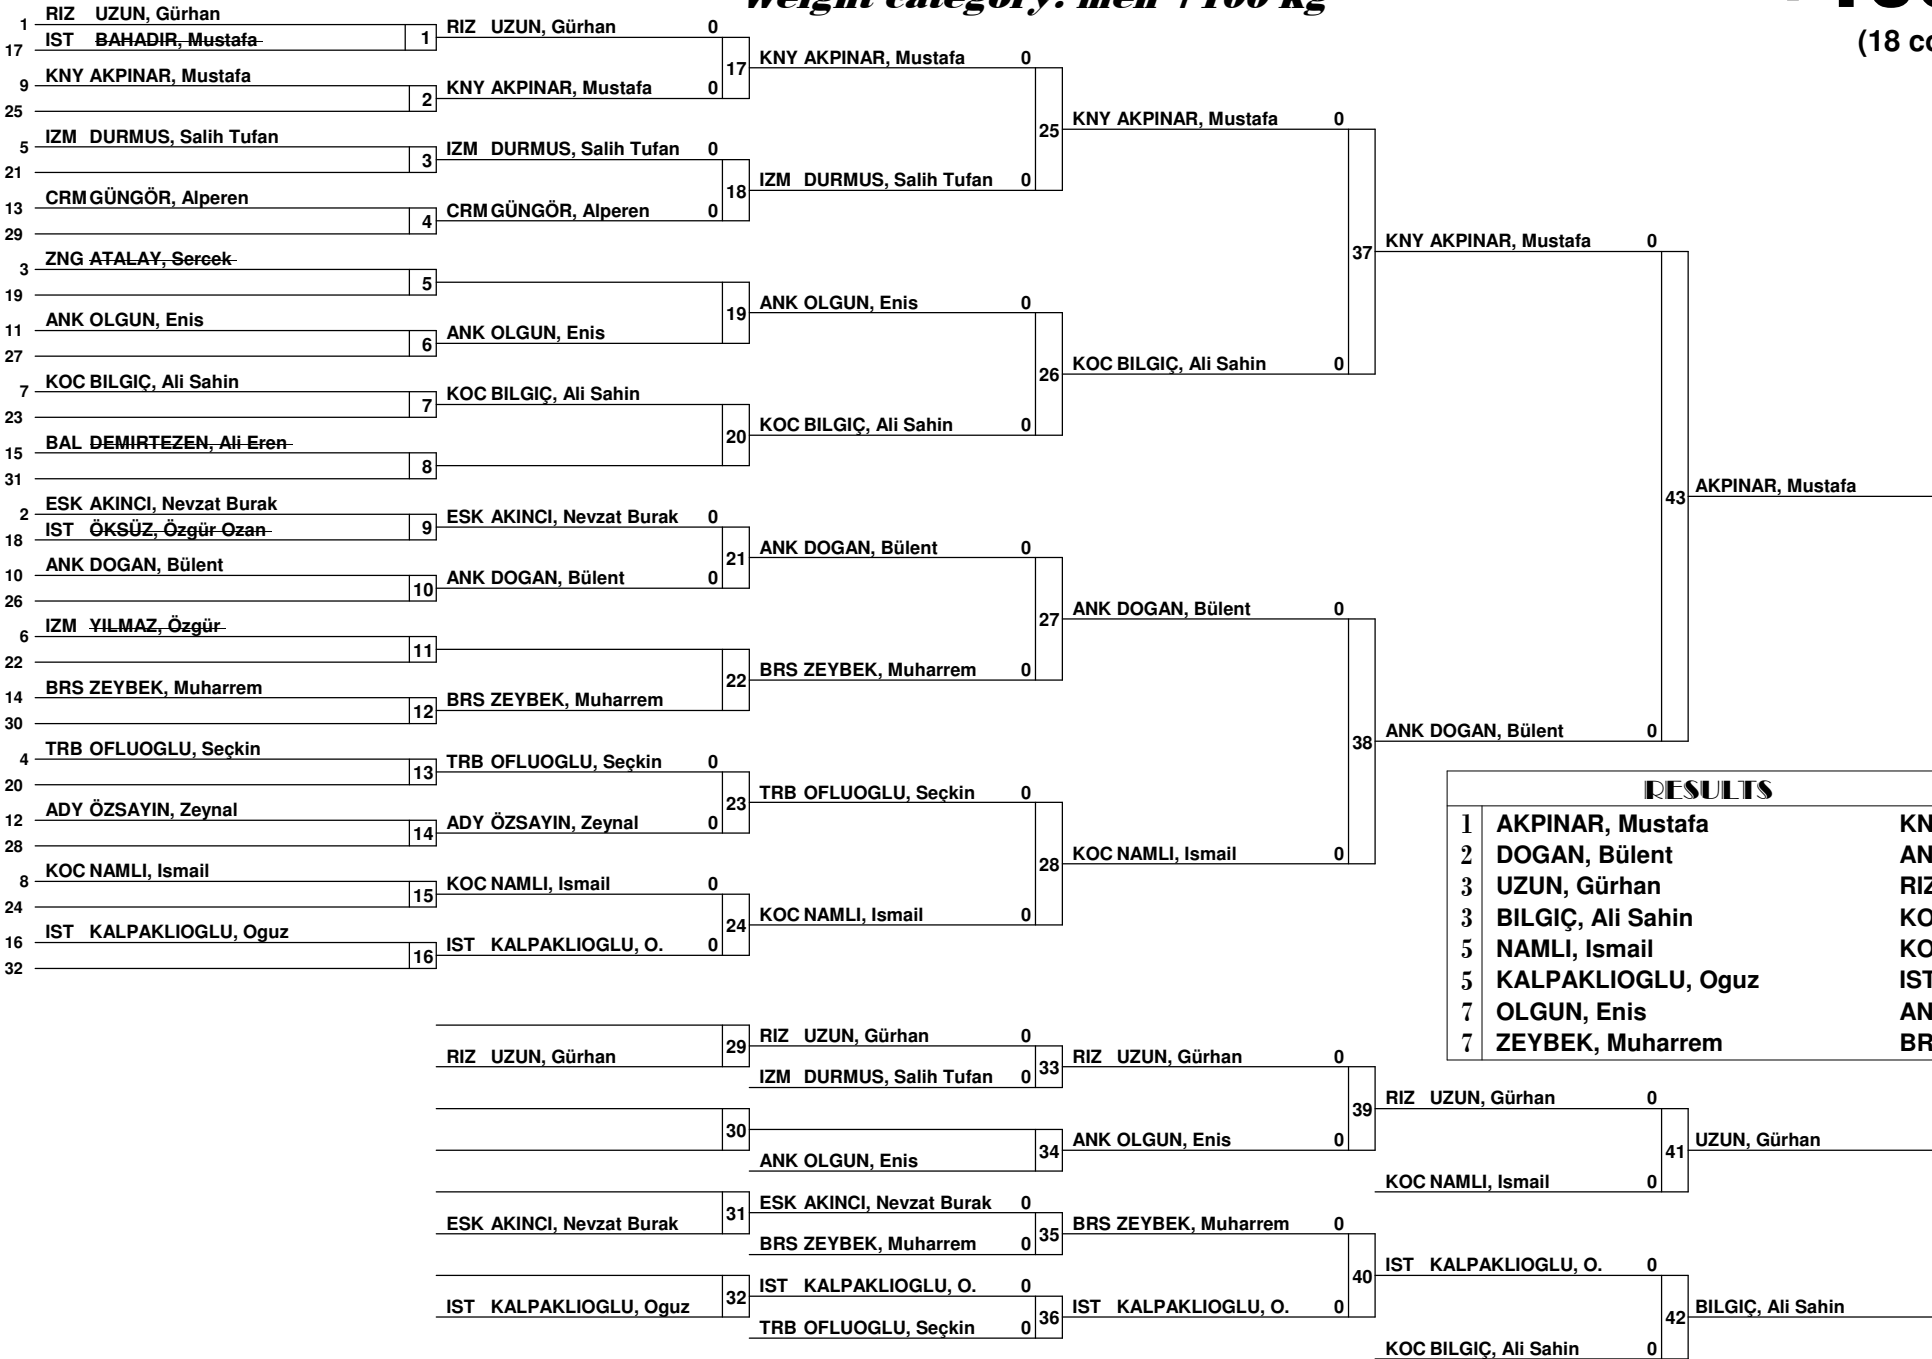 Weight category: men +100 kg
(18 co
1 RIZ UZUN, Gürhan
17 IST BAHADIR, Mustafa
1
9 KNY AKPINAR, Mustafa
25
2
5 IZM DURMUS, Salih Tufan
21
3
13 CRM GÜNGÖR, Alperen
29
4
3 ZNG ATALAY, Sercek
19
5
11 ANK OLGUN, Enis
27
6
7 KOC BILGIÇ, Ali Sahin
23
7
15 BAL DEMIRTEZEN, Ali Eren
31
8
2 ESK AKINCI, Nevzat Burak
18 IST ÖKSÜZ, Özgür Ozan
9
10 ANK DOGAN, Bülent
26
10
6 IZM YILMAZ, Özgür
22
11
14 BRS ZEYBEK, Muharrem
30
12
4 TRB OFLUOGLU, Seçkin
20
13
12 ADY ÖZSAYIN, Zeynal
28
14
8 KOC NAMLI, Ismail
24
15
16 IST KALPAKLIOGLU, Oguz
32
16
RIZ UZUN, Gürhan 0
17
KNY AKPINAR, Mustafa 0
IZM DURMUS, Salih Tufan 0
18
CRM GÜNGÖR, Alperen 0
19
ANK OLGUN, Enis
KOC BILGIÇ, Ali Sahin
20
ESK AKINCI, Nevzat Burak 0
21
ANK DOGAN, Bülent 0
22
BRS ZEYBEK, Muharrem
TRB OFLUOGLU, Seçkin 0
23
ADY ÖZSAYIN, Zeynal 0
KOC NAMLI, Ismail 0
24
IST KALPAKLIOGLU, O. 0
KNY AKPINAR, Mustafa 0
25
IZM DURMUS, Salih Tufan 0
ANK OLGUN, Enis 0
26
KOC BILGIÇ, Ali Sahin 0
ANK DOGAN, Bülent 0
27
BRS ZEYBEK, Muharrem 0
TRB OFLUOGLU, Seçkin 0
28
KOC NAMLI, Ismail 0
KNY AKPINAR, Mustafa 0
37
KOC BILGIÇ, Ali Sahin 0
ANK DOGAN, Bülent 0
38
KOC NAMLI, Ismail 0
KNY AKPINAR, Mustafa 0
43
ANK DOGAN, Bülent 0
AKPINAR, Mustafa
RESULTS
1 AKPINAR, Mustafa KN
2 DOGAN, Bülent AN
3 UZUN, Gürhan RIZ
3 BILGIÇ, Ali Sahin KO
5 NAMLI, Ismail KO
5 KALPAKLIOGLU, Oguz IST
7 OLGUN, Enis AN
7 ZEYBEK, Muharrem BR
RIZ UZUN, Gürhan
29
30
ESK AKINCI, Nevzat Burak
31
IST KALPAKLIOGLU, Oguz
32
RIZ UZUN, Gürhan 0
33
IZM DURMUS, Salih Tufan 0
34
ANK OLGUN, Enis
ESK AKINCI, Nevzat Burak 0
35
BRS ZEYBEK, Muharrem 0
IST KALPAKLIOGLU, O. 0
36
TRB OFLUOGLU, Seçkin 0
RIZ UZUN, Gürhan 0
39
ANK OLGUN, Enis 0
BRS ZEYBEK, Muharrem 0
40
IST KALPAKLIOGLU, O. 0
RIZ UZUN, Gürhan 0
41
KOC NAMLI, Ismail 0
IST KALPAKLIOGLU, O. 0
42
KOC BILGIÇ, Ali Sahin 0
UZUN, Gürhan
BILGIÇ, Ali Sahin